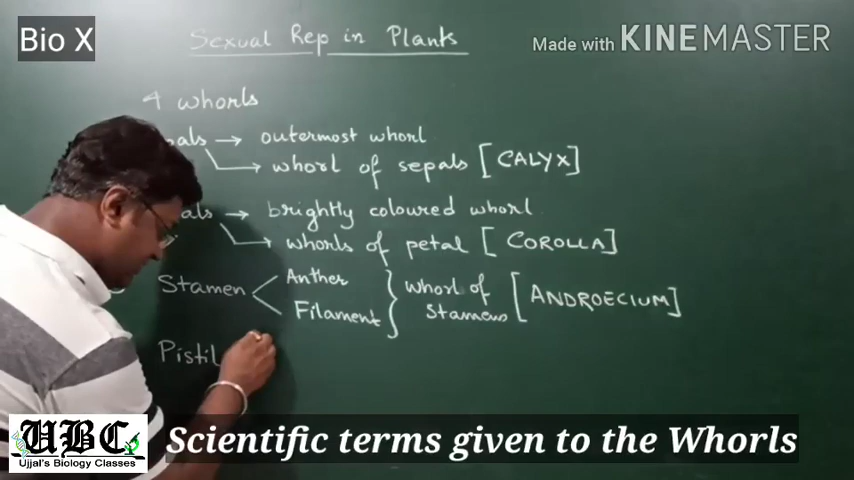 Bio X
Made with KINEMASTER
Sexual Rep in Plants
4 whorls
pals → outermost whorl
whorl of sepals [CALYX]
als → brightly coloured whorl
whorls of petal [COROLLA]
Stamen Anther
Filament
whorl of stamens [ANDROECIUM]
Pistil
UBC
Ujjal's Biology Classes
Scientific terms given to the Whorls